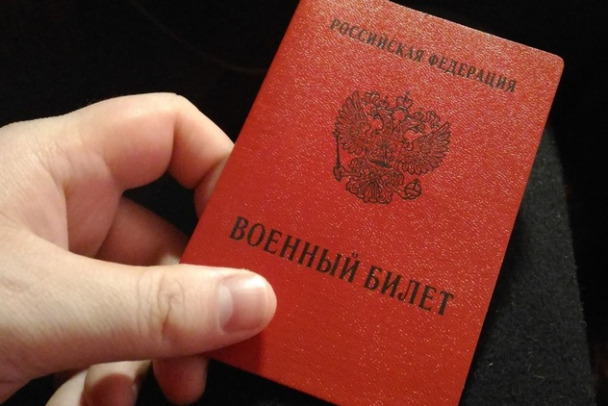 РОССИЙСКАЯ ФЕДЕРАЦИЯ
ВОЕННЫЙ БИЛЕТ